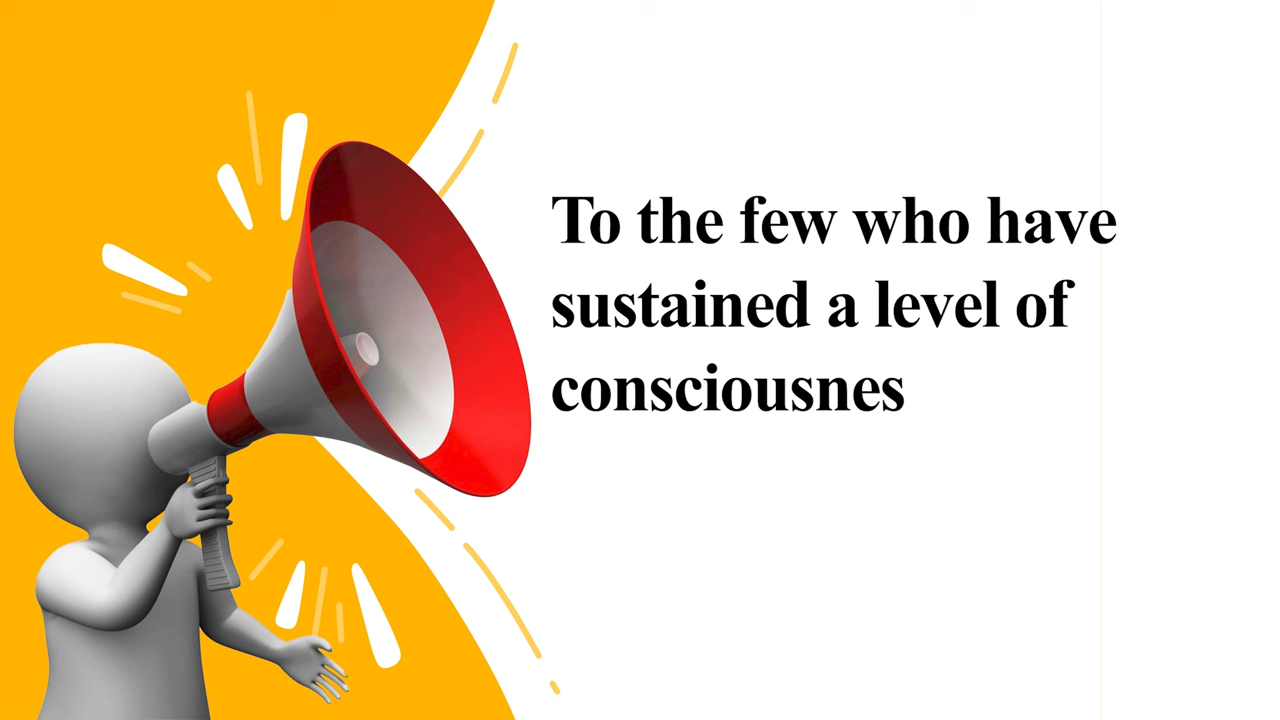 To the few who have
sustained a level of
consciousnes